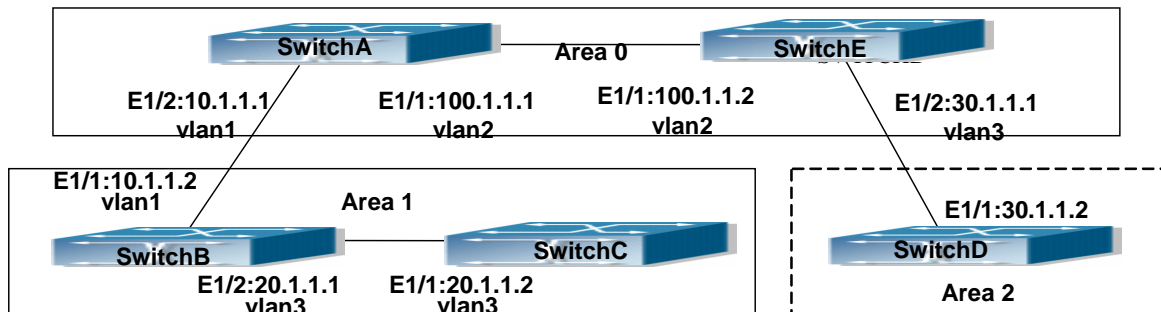 SwitchA
Area 0
SwitchE
E1/2:10.1.1.1
vlan1
E1/1:100.1.1.1
vlan2
E1/1:100.1.1.2
vlan2
E1/2:30.1.1.1
vlan3
E1/1:10.1.1.2
vlan1
Area 1
SwitchB
SwitchC
E1/2:20.1.1.1
vlan3
E1/1:20.1.1.2
vlan3
E1/1:30.1.1.2
SwitchD
Area 2